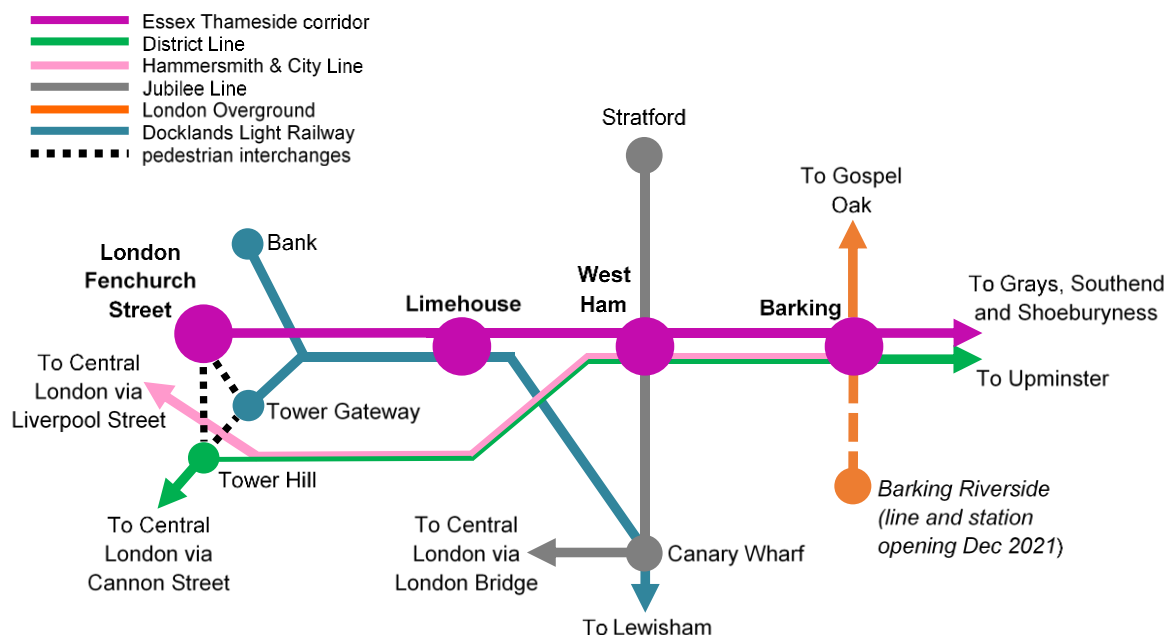 Essex Thameside corridor
District Line
Hammersmith & City Line
Jubilee Line
London Overground
Docklands Light Railway
pedestrian interchanges
Stratford
To Gospel
Oak
Bank
London
Fenchurch
Street
Limehouse
West
Ham
Barking
To Grays, Southend
and Shoeburyness
To Central
London via
Liverpool Street
Tower Gateway
To Upminster
Tower Hill
Barking Riverside
(line and station
opening Dec 2021)
To Central
London via
Cannon Street
To Central
London via
London Bridge
Canary Wharf
To Lewisham